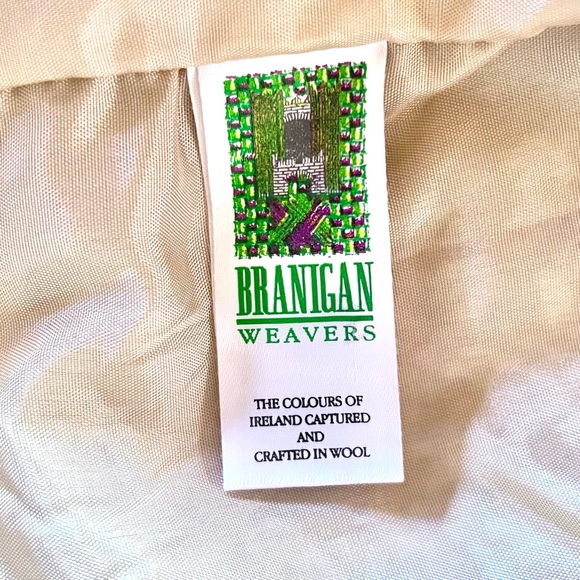 BRANIGAN
WEAVERS
THE COLOURS OF
IRELAND CAPTURED
AND
CRAFTED IN WOOL